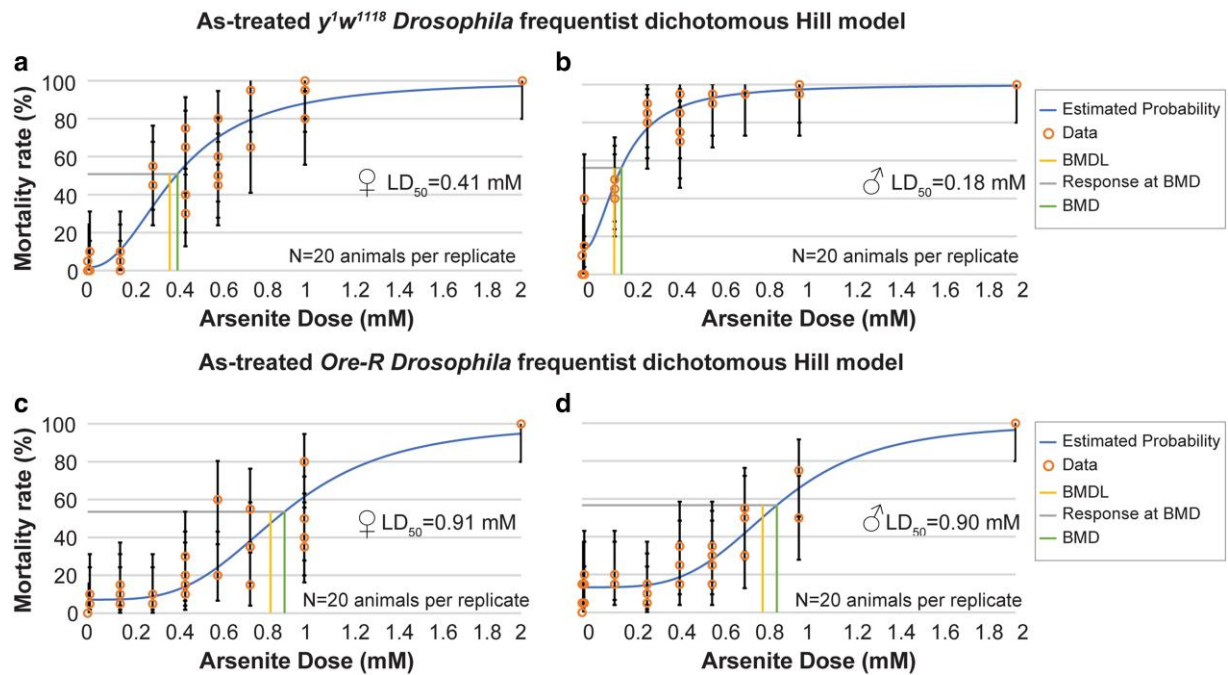 As-treated y¹w¹¹¹⁸ Drosophila frequentist dichotomous Hill model
a
Mortality rate (%)
100
80
60
40
20
0
♀ LD₅₀=0.41 mM
N=20 animals per replicate
0 0.2 0.4 0.6 0.8 1 1.2 1.4 1.6 1.8 2
Arsenite Dose (mM)
b
♂ LD₅₀=0.18 mM
N=20 animals per replicate
0 0.2 0.4 0.6 0.8 1 1.2 1.4 1.6 1.8 2
Arsenite Dose (mM)
Estimated Probability
Data
BMDL
Response at BMD
BMD
As-treated Ore-R Drosophila frequentist dichotomous Hill model
c
Mortality rate (%)
100
80
60
40
20
0
♀ LD₅₀=0.91 mM
N=20 animals per replicate
0 0.2 0.4 0.6 0.8 1 1.2 1.4 1.6 1.8 2
Arsenite Dose (mM)
d
♂ LD₅₀=0.90 mM
N=20 animals per replicate
0 0.2 0.4 0.6 0.8 1 1.2 1.4 1.6 1.8 2
Arsenite Dose (mM)
Estimated Probability
Data
BMDL
Response at BMD
BMD